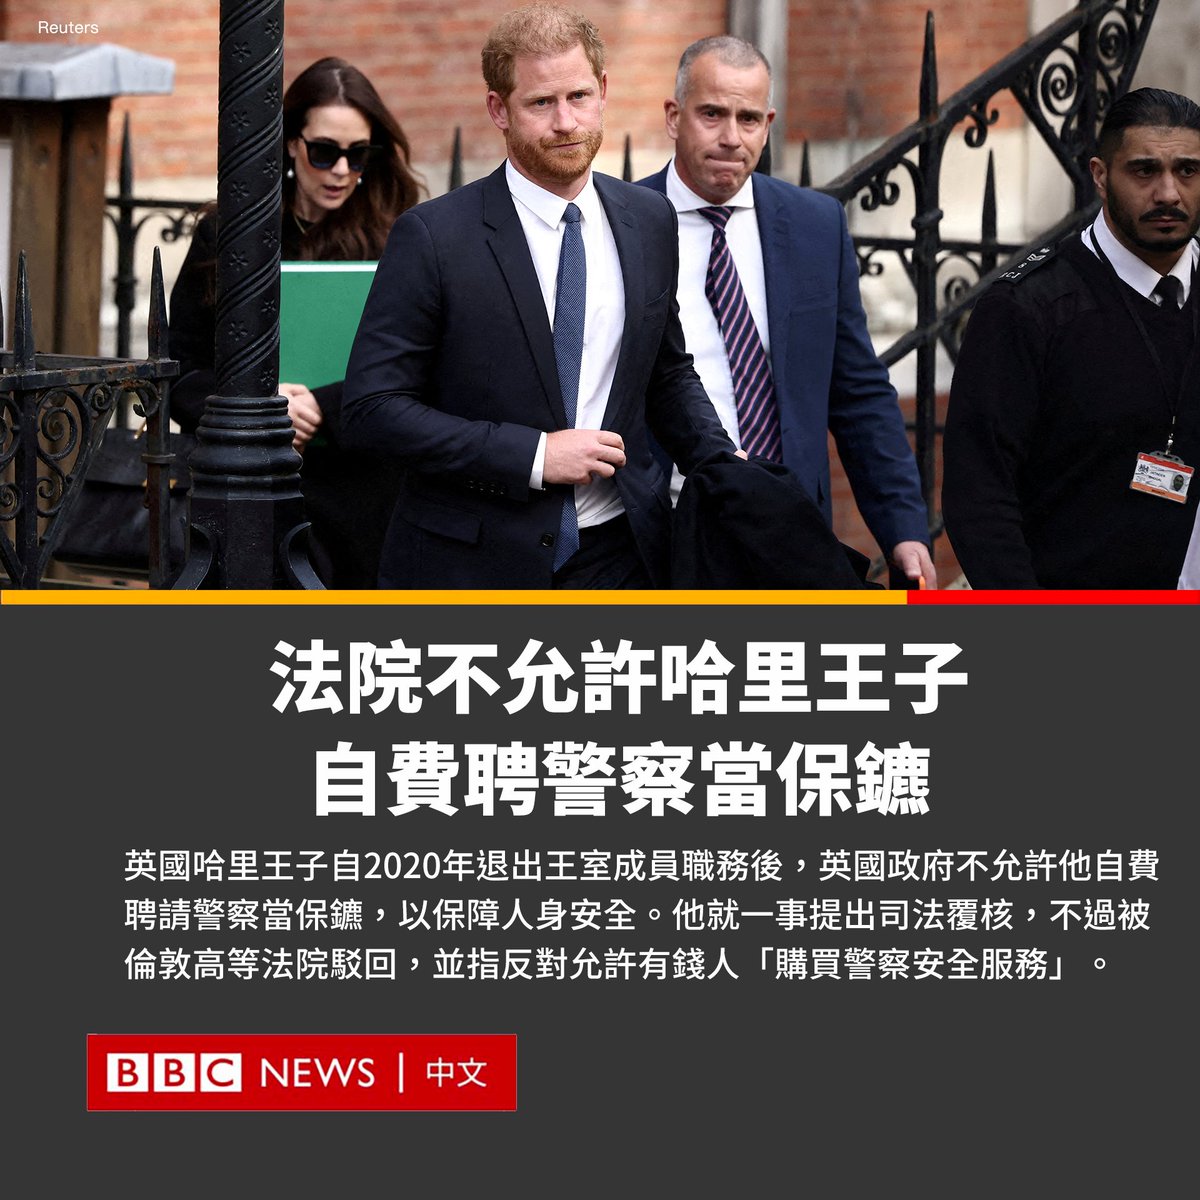 Reuters
法院不允許哈里王子
自費聘警察當保鑣
英國哈里王子自2020年退出王室成員職務後，英國政府不允許他自費
聘請警察當保鑣，以保障人身安全。他就一事提出司法覆核，不過被
倫敦高等法院駁回，並指反對允許有錢人「購買警察安全服務」。
BBC NEWS | 中文